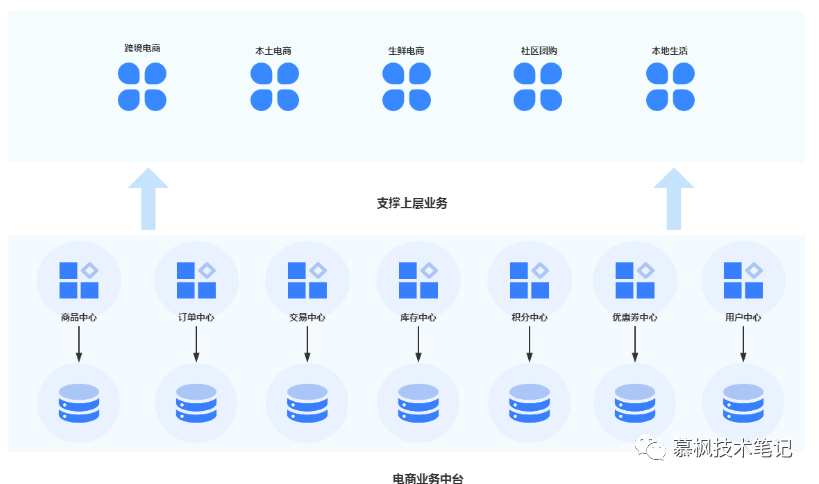 跨境电商
本土电商
生鲜电商
社区团购
本地生活
支撑上层业务
商品中心
订单中心
交易中心
库存中心
积分中心
优惠券中心
用户中心
慕枫技术笔记
电商业务中台